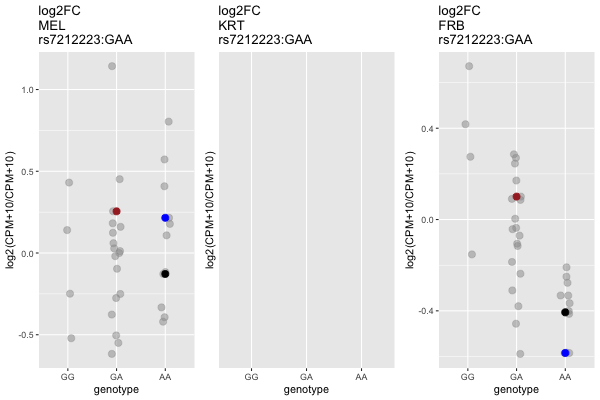 log2FC
MEL
rs7212223:GAA
log2(CPM+10/CPM+10)
1.0
0.5
0.0
-0.5
GG GA AA
genotype
log2FC
KRT
rs7212223:GAA
log2(CPM+10/CPM+10)
GG GA AA
genotype
log2FC
FRB
rs7212223:GAA
log2(CPM+10/CPM+10)
0.4
0.0
-0.4
GG GA AA
genotype